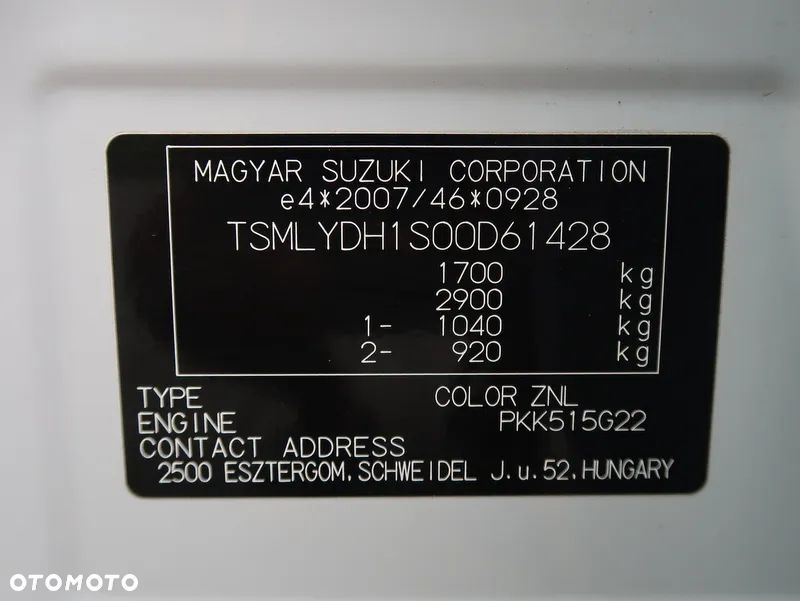 MAGYAR SUZUKI CORPORATION
e4*2007/46*0928
TSMLYDH1S00D61428
1700 kg
2900 kg
1- 1040 kg
2- 920 kg
TYPE COLOR ZNL
ENGINE PKK515G22
CONTACT ADDRESS
2500 ESZTERGOM.SCHWEIDEL J.u.52.HUNGARY
OTOMOTO